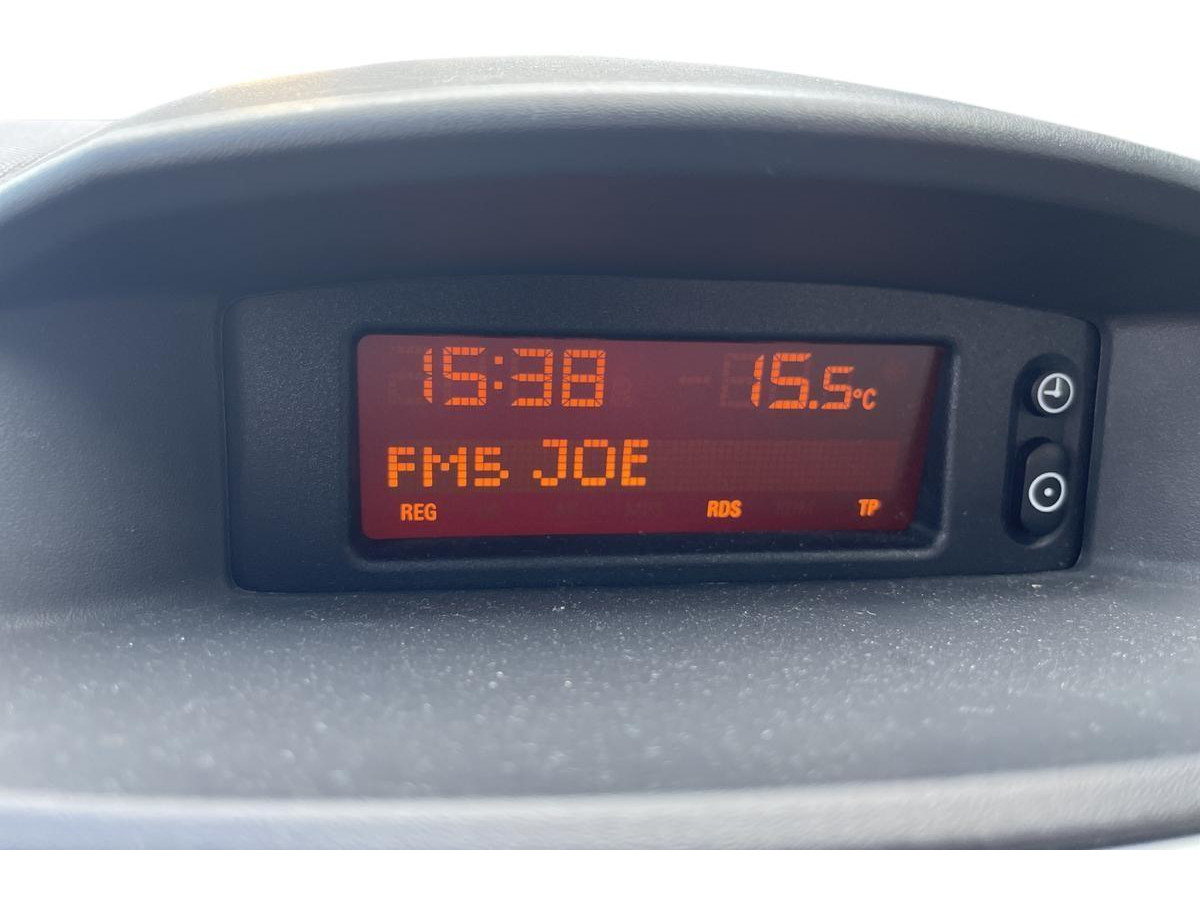 15:38 15.5°C
FM5 JOE
REG RDS TP